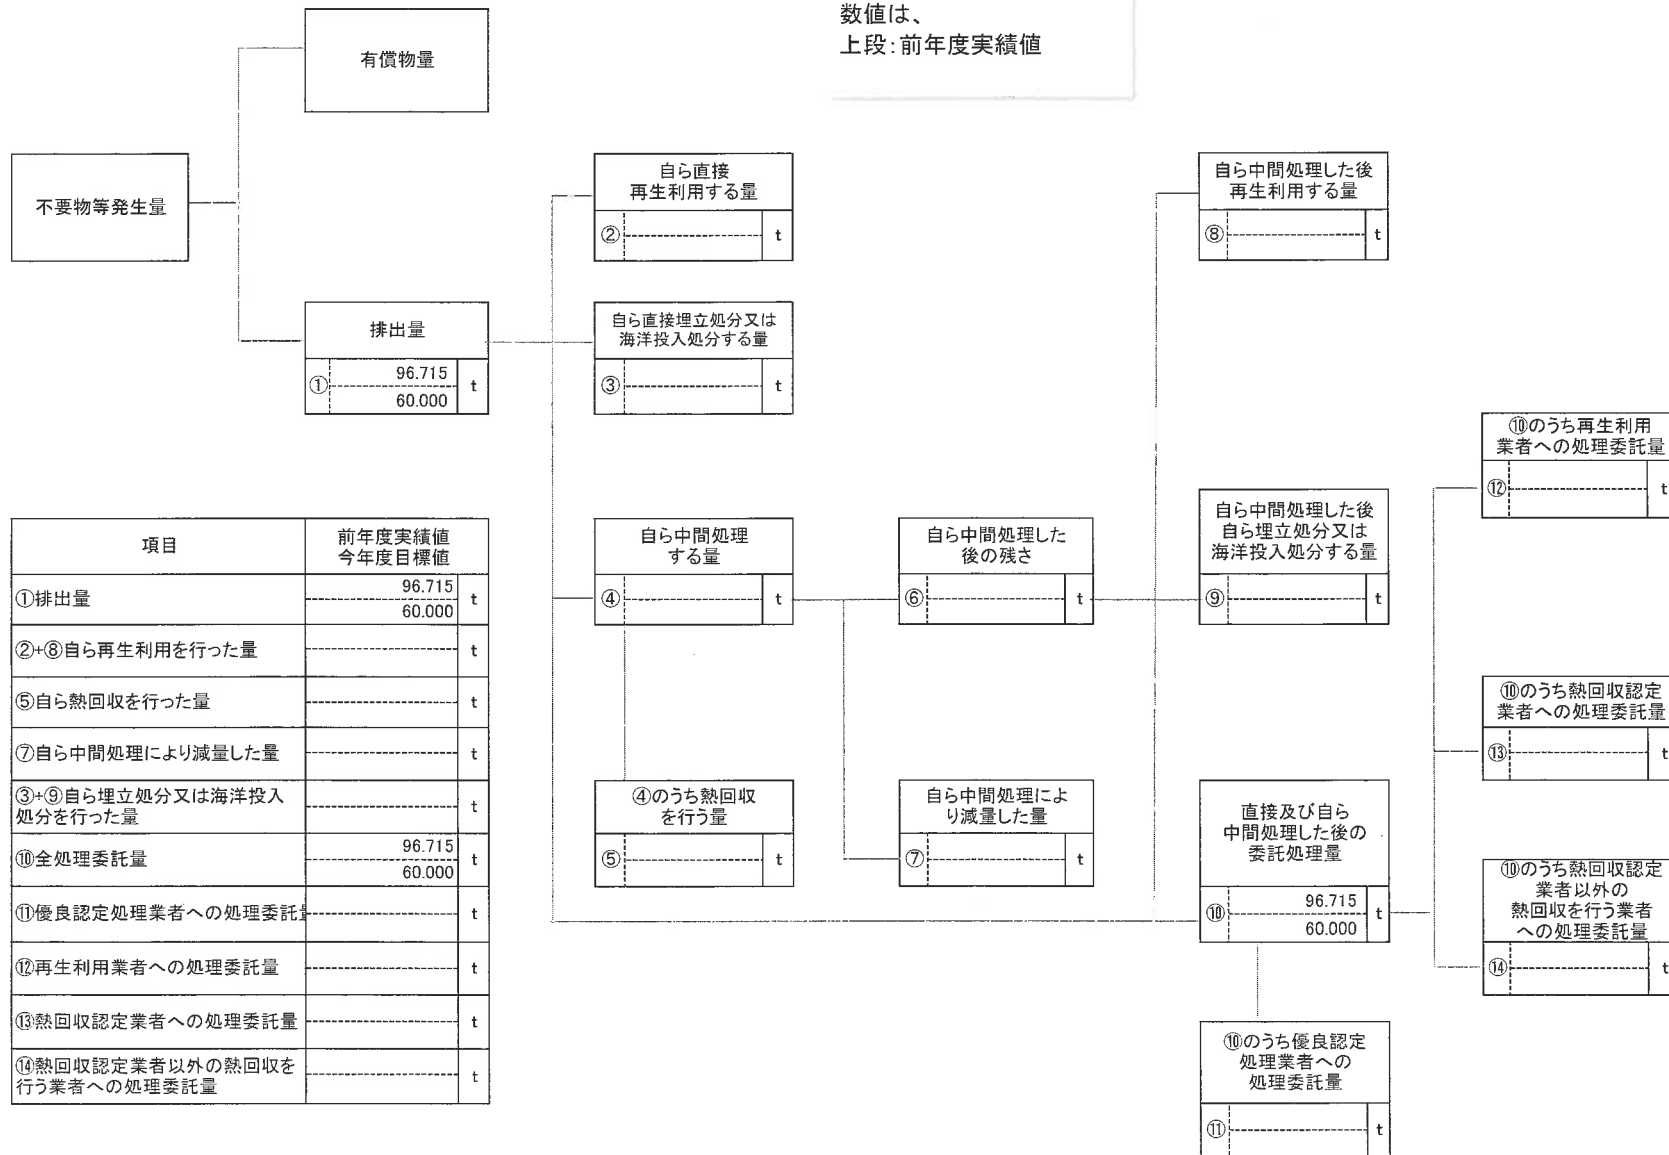 数値は、
上段:前年度実績値
有償物量
不要物等発生量
排出量
① 96.715 t
60.000
自ら直接
再生利用する量
② t
自ら直接埋立処分又は
海洋投入処分する量
③ t
自ら中間処理
する量
④ t
④のうち熱回収
を行う量
⑤ t
自ら中間処理した
後の残さ
⑥ t
自ら中間処理によ
り減量した量
⑦ t
自ら中間処理した後
再生利用する量
⑧ t
自ら中間処理した後
自ら埋立処分又は
海洋投入処分する量
⑨ t
直接及び自ら
中間処理した後の
委託処理量
⑩ 96.715 t
60.000
⑩のうち優良認定
処理業者への
処理委託量
⑪ t
⑩のうち再生利用
業者への処理委託量
⑫ t
⑩のうち熱回収認定
業者への処理委託量
⑬ t
⑩のうち熱回収認定
業者以外の
熱回収を行う業者
への処理委託量
⑭ t
項目 前年度実績値
今年度目標値
①排出量 96.715 t
60.000
②+⑧自ら再生利用を行った量 t
⑤自ら熱回収を行った量 t
⑦自ら中間処理により減量した量 t
③+⑨自ら埋立処分又は海洋投入
処分を行った量 t
⑩全処理委託量 96.715 t
60.000
⑪優良認定処理業者への処理委託 t
⑫再生利用業者への処理委託量 t
⑬熱回収認定業者への処理委託量 t
⑭熱回収認定業者以外の熱回収を
行う業者への処理委託量 t